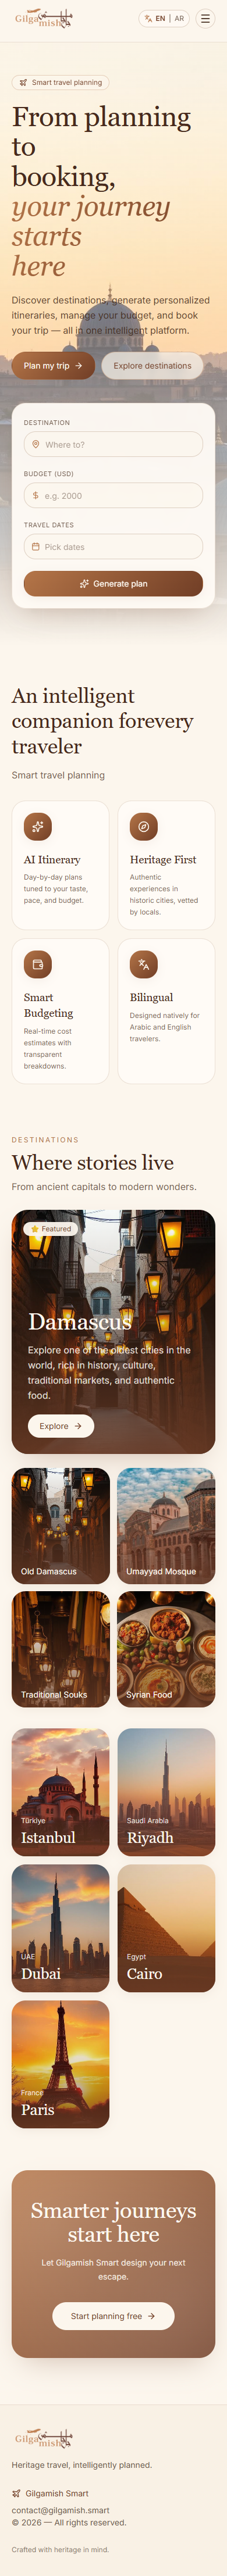 Gilga
mish
EN | AR
Smart travel planning
From planning
to
booking,
your journey
starts
here
Discover destinations, generate personalized
itineraries, manage your budget, and book
your trip — all in one intelligent platform.
Plan my trip →
Explore destinations
DESTINATION
Where to?
BUDGET (USD)
$ e.g. 2000
TRAVEL DATES
Pick dates
Generate plan
An intelligent
companion forevery
traveler
Smart travel planning
AI Itinerary
Day-by-day plans
tuned to your taste,
pace, and budget.
Heritage First
Authentic
experiences in
historic cities, vetted
by locals.
Smart
Budgeting
Real-time cost
estimates with
transparent
breakdowns.
Bilingual
Designed natively for
Arabic and English
travelers.
DESTINATIONS
Where stories live
From ancient capitals to modern wonders.
⭐ Featured
Damascus
Explore one of the oldest cities in the
world, rich in history, culture,
traditional markets, and authentic
food.
Explore →
Old Damascus
Umayyad Mosque
Traditional Souks
Syrian Food
Türkiye
Istanbul
Saudi Arabia
Riyadh
UAE
Dubai
Egypt
Cairo
France
Paris
Smarter journeys
start here
Let Gilgamish Smart design your next
escape.
Start planning free →
Gilga
mish
Heritage travel, intelligently planned.
Gilgamish Smart
contact@gilgamish.smart
© 2026 — All rights reserved.
Crafted with heritage in mind.